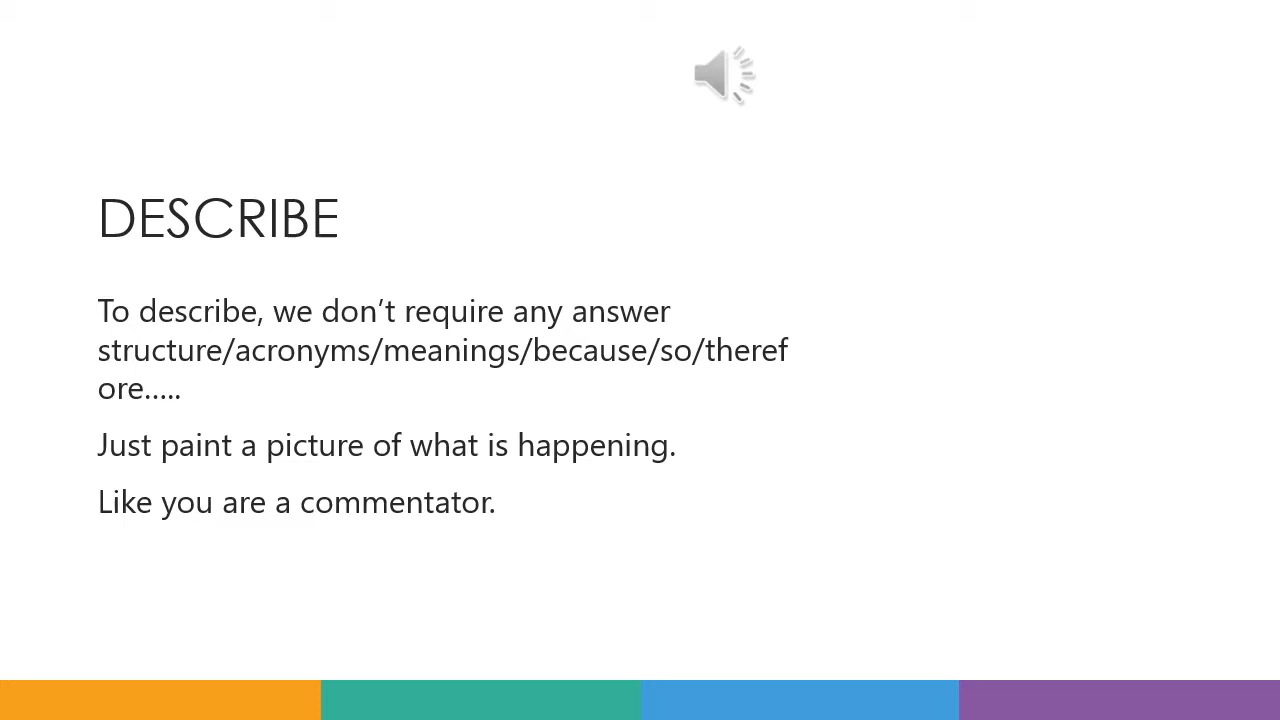 DESCRIBE
To describe, we don’t require any answer
structure/acronyms/meanings/because/so/theref
ore.....
Just paint a picture of what is happening.
Like you are a commentator.